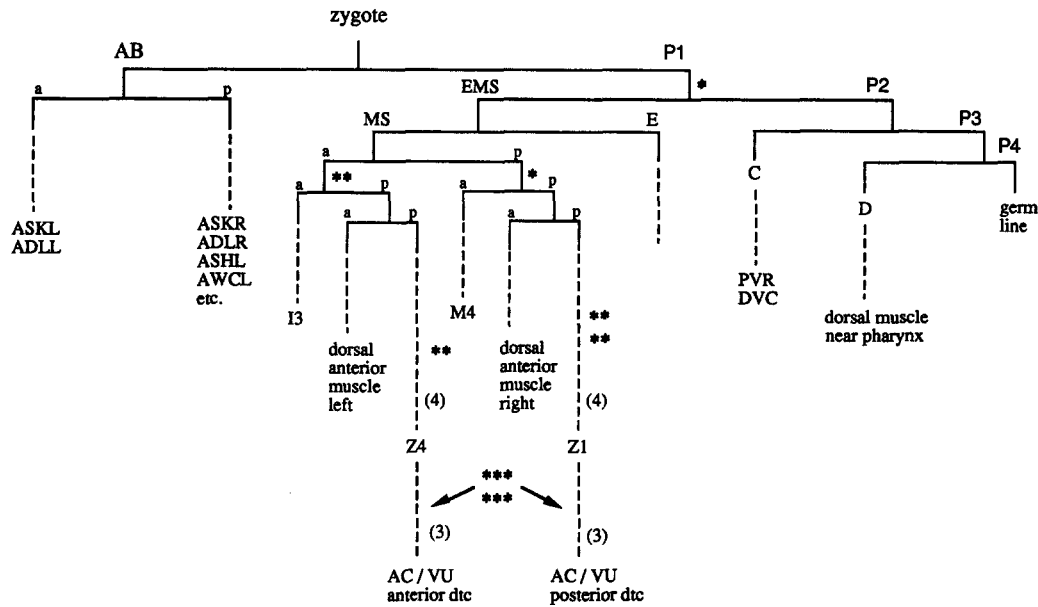 zygote
AB
P1
a
p
EMS
*
P2
MS
E
P3
a
p
C
P4
a
**
p
a
*
p
a
p
a
p
D
germ
line
ASKL
ADLL
ASKR
ADLR
ASHL
AWCL
etc.
PVR
DVC
I3
M4
dorsal muscle
near pharynx
dorsal
anterior
muscle
left
**
dorsal
anterior
muscle
right
**
**
(4)
(4)
Z4
Z1
***
***
(3)
(3)
AC / VU
anterior dtc
AC / VU
posterior dtc